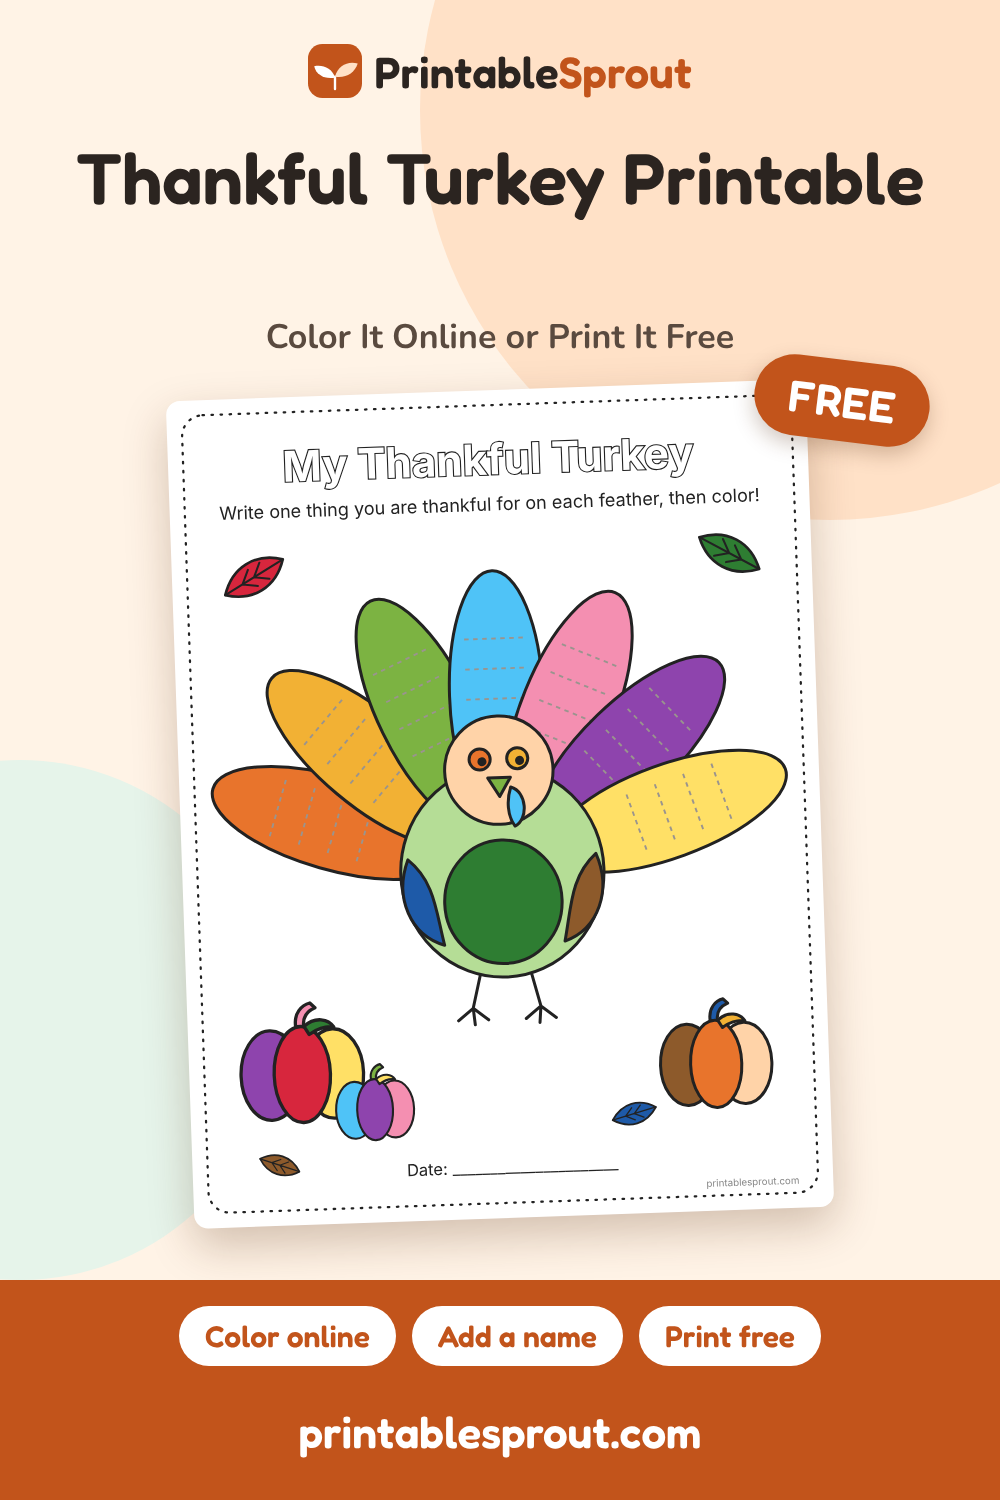 PrintableSprout
Thankful Turkey Printable
Color It Online or Print It Free
FREE
My Thankful Turkey
Write one thing you are thankful for on each feather, then color!
Date: ____________________
printablesprout.com
Color online
Add a name
Print free
printablesprout.com